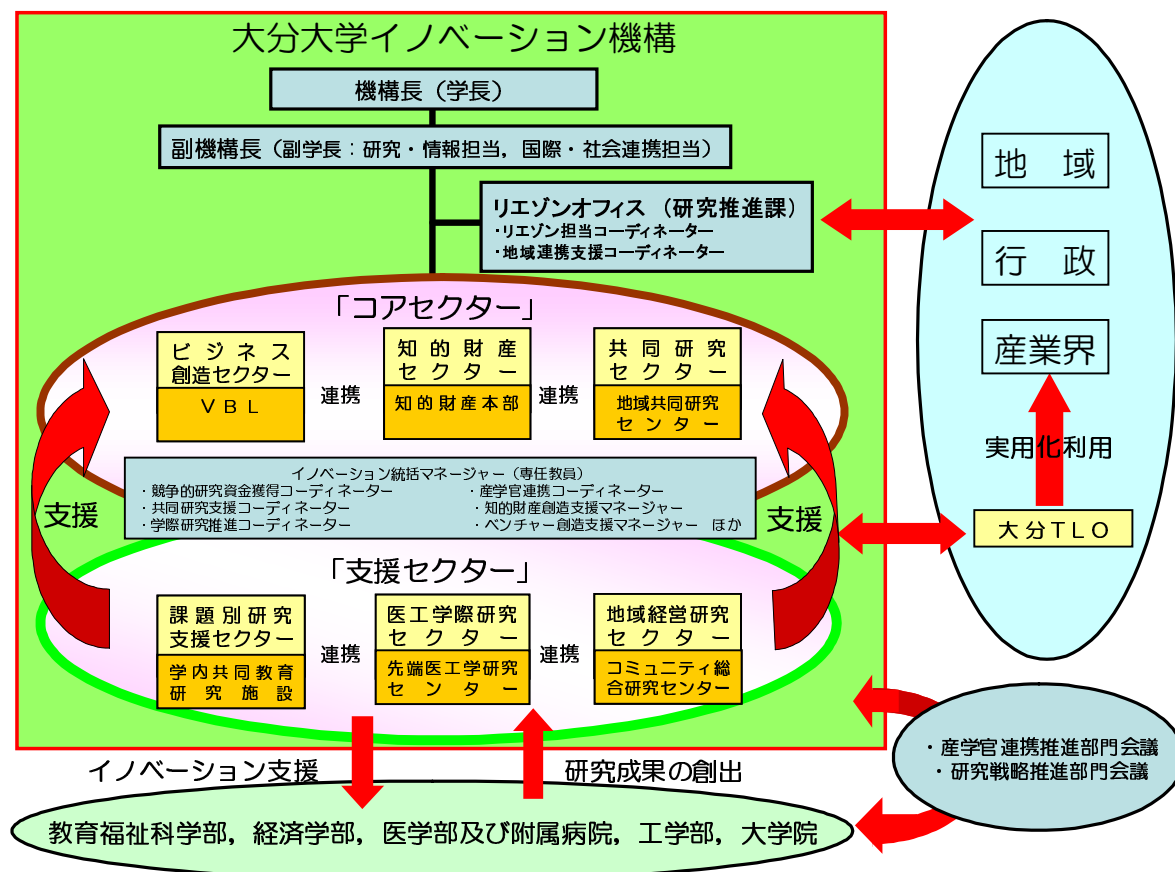 大分大学イノベーション機構
機構長（学長）
副機構長（副学長：研究・情報担当，国際・社会連携担当）
リエゾンオフィス （研究推進課）
・リエゾン担当コーディネーター
・地域連携支援コーディネーター
「コアセクター」
ビジネス
創造セクター
ＶＢＬ
連携
知的財産
セクター
知的財産本部
連携
共同研究
セクター
地域共同研究
センター
イノベーション統括マネージャー（専任教員）
・競争的研究資金獲得コーディネーター
・産学官連携コーディネーター
・共同研究支援コーディネーター
・知的財産創造支援マネージャー
・学際研究推進コーディネーター
・ベンチャー創造支援マネージャー ほか
支援
支援
「支援セクター」
課題別研究
支援セクター
学内共同教育
研究施設
連携
医工学際研究
セクター
先端医工学研究
センター
連携
地域経営研究
セクター
コミュニティ総
合研究センター
イノベーション支援
研究成果の創出
教育福祉科学部，経済学部，医学部及び附属病院，工学部，大学院
地 域
行 政
産業界
実用化利用
大分ＴＬＯ
・産学官連携推進部門会議
・研究戦略推進部門会議